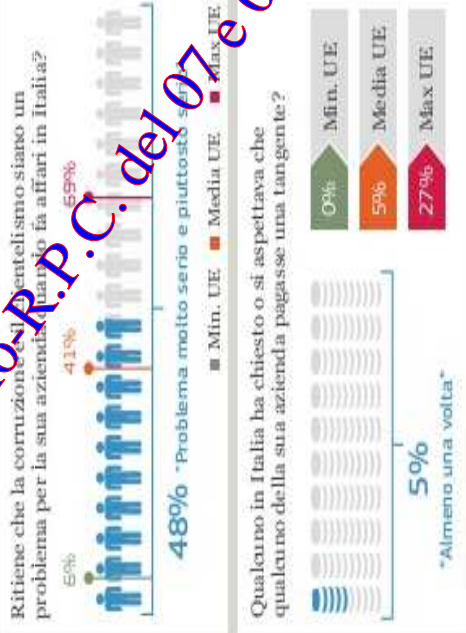 Ritiene che la corruzione e il clientelismo siano un
problema per la sua azienda quando fa affari in Italia?
6%
41%
69%
48% "Problema molto serio e piuttosto serio"
Min. UE
Media UE
Max UE
Qualcuno in Italia ha chiesto o si aspettava che
qualcuno della sua azienda pagasse una tangente?
5%
"Almeno una volta"
0% Min. UE
5% Media UE
27% Max UE
o-R.P.C. del 07 e